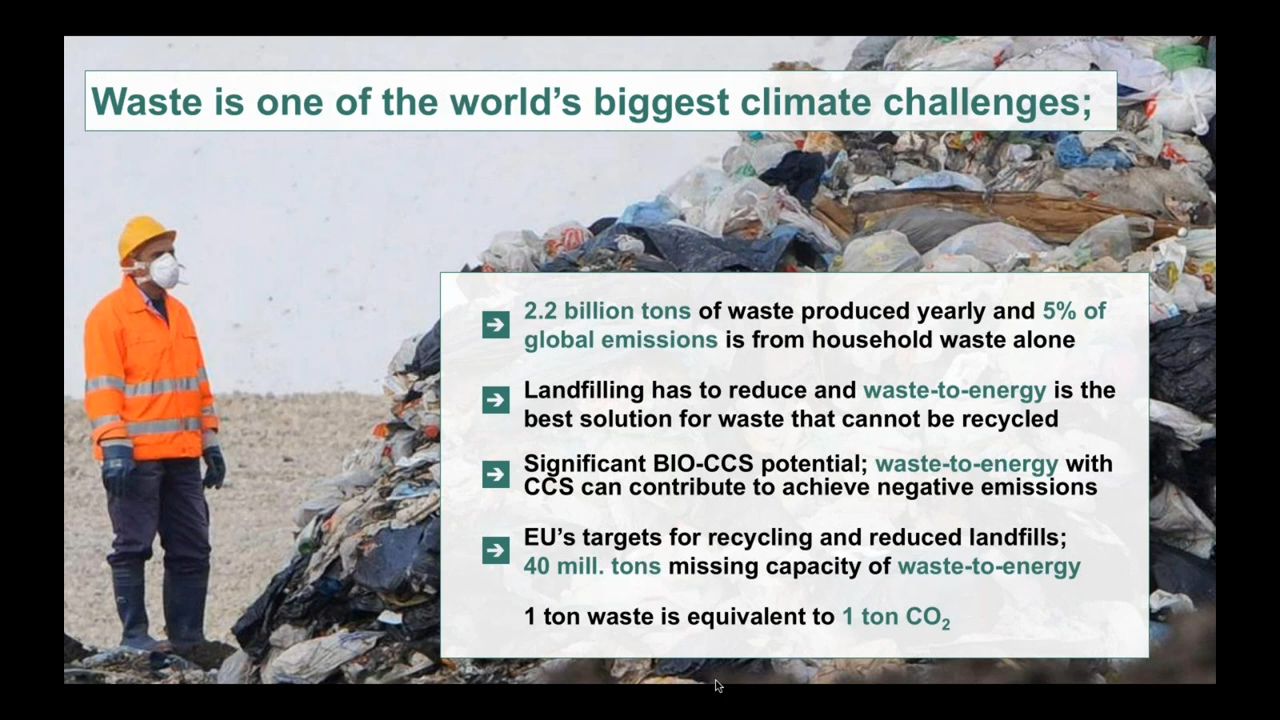 Waste is one of the world’s biggest climate challenges;
2.2 billion tons of waste produced yearly and 5% of
global emissions is from household waste alone
Landfilling has to reduce and waste-to-energy is the
best solution for waste that cannot be recycled
Significant BIO-CCS potential; waste-to-energy with
CCS can contribute to achieve negative emissions
EU’s targets for recycling and reduced landfills;
40 mill. tons missing capacity of waste-to-energy
1 ton waste is equivalent to 1 ton CO₂